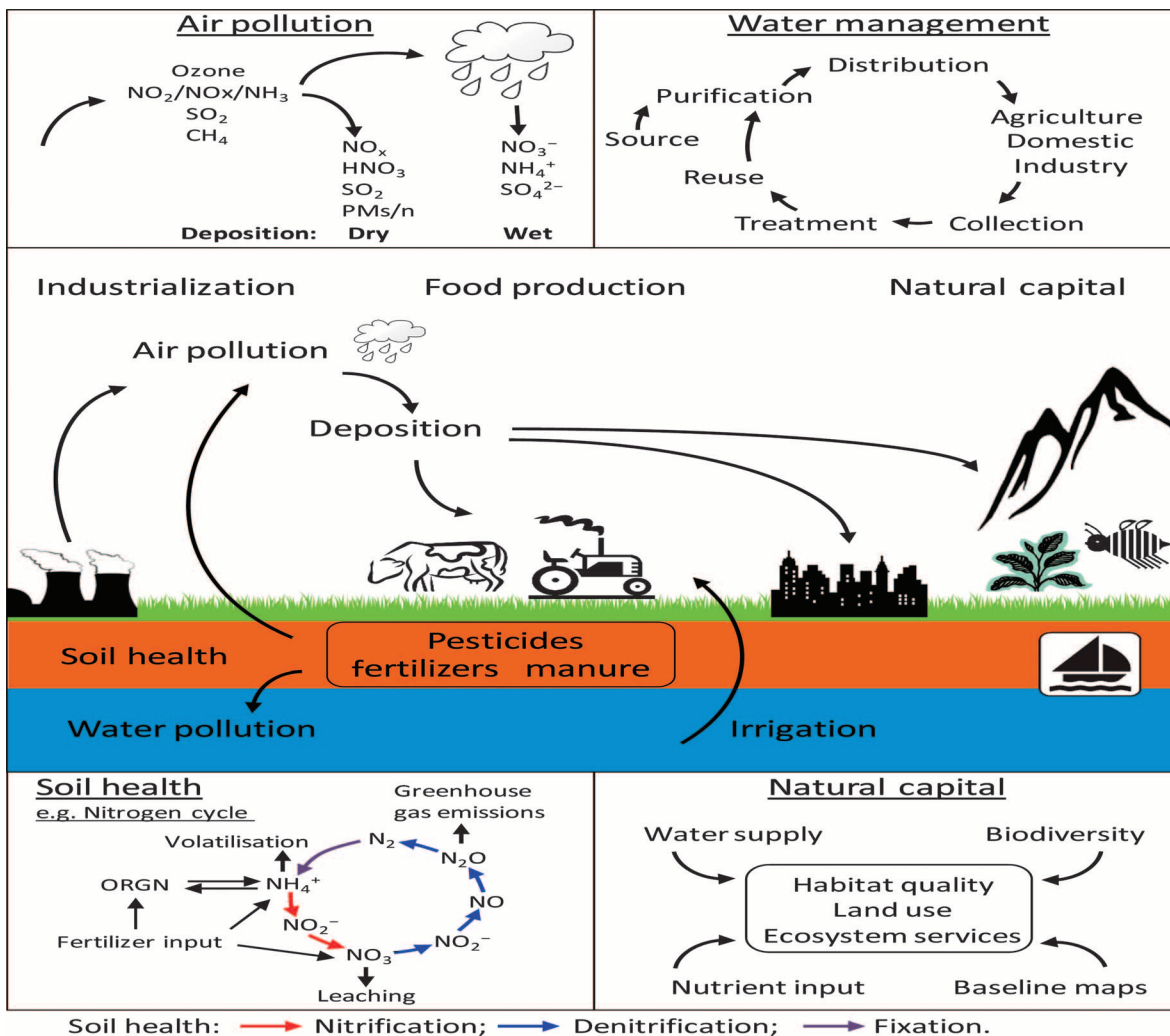 Air pollution
Ozone
NO₂/NOx/NH₃
SO₂
CH₄
NOₓ
HNO₃
SO₂
PMs/n
NO₃⁻
NH₄⁺
SO₄²⁻
Deposition: Dry Wet
Water management
Distribution
Purification
Source
Agriculture
Domestic
Industry
Reuse
Treatment
Collection
Industrialization
Food production
Natural capital
Air pollution
Deposition
Soil health
Pesticides
fertilizers manure
Water pollution
Irrigation
Soil health
e.g. Nitrogen cycle
Greenhouse
gas emissions
Volatilisation
N₂
N₂O
ORGN
NH₄⁺
NO
NO₂⁻
Fertilizer input
NO₃
NO₂⁻
Leaching
Natural capital
Water supply
Biodiversity
Habitat quality
Land use
Ecosystem services
Nutrient input
Baseline maps
Soil health: Nitrification; Denitrification; Fixation.